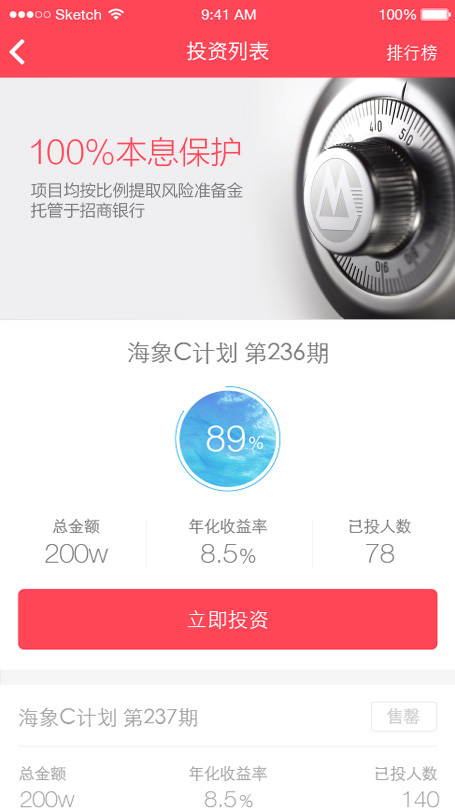 Sketch 9:41 AM 100%
投资列表 排行榜
100%本息保护
项目均按比例提取风险准备金
托管于招商银行
40 5/0
0|6
海象C计划 第236期
89%
总金额 年化收益率 已投人数
200w 8.5% 78
立即投资
海象C计划 第237期 售罄
总金额 年化收益率 已投人数
200w 8.5% 140